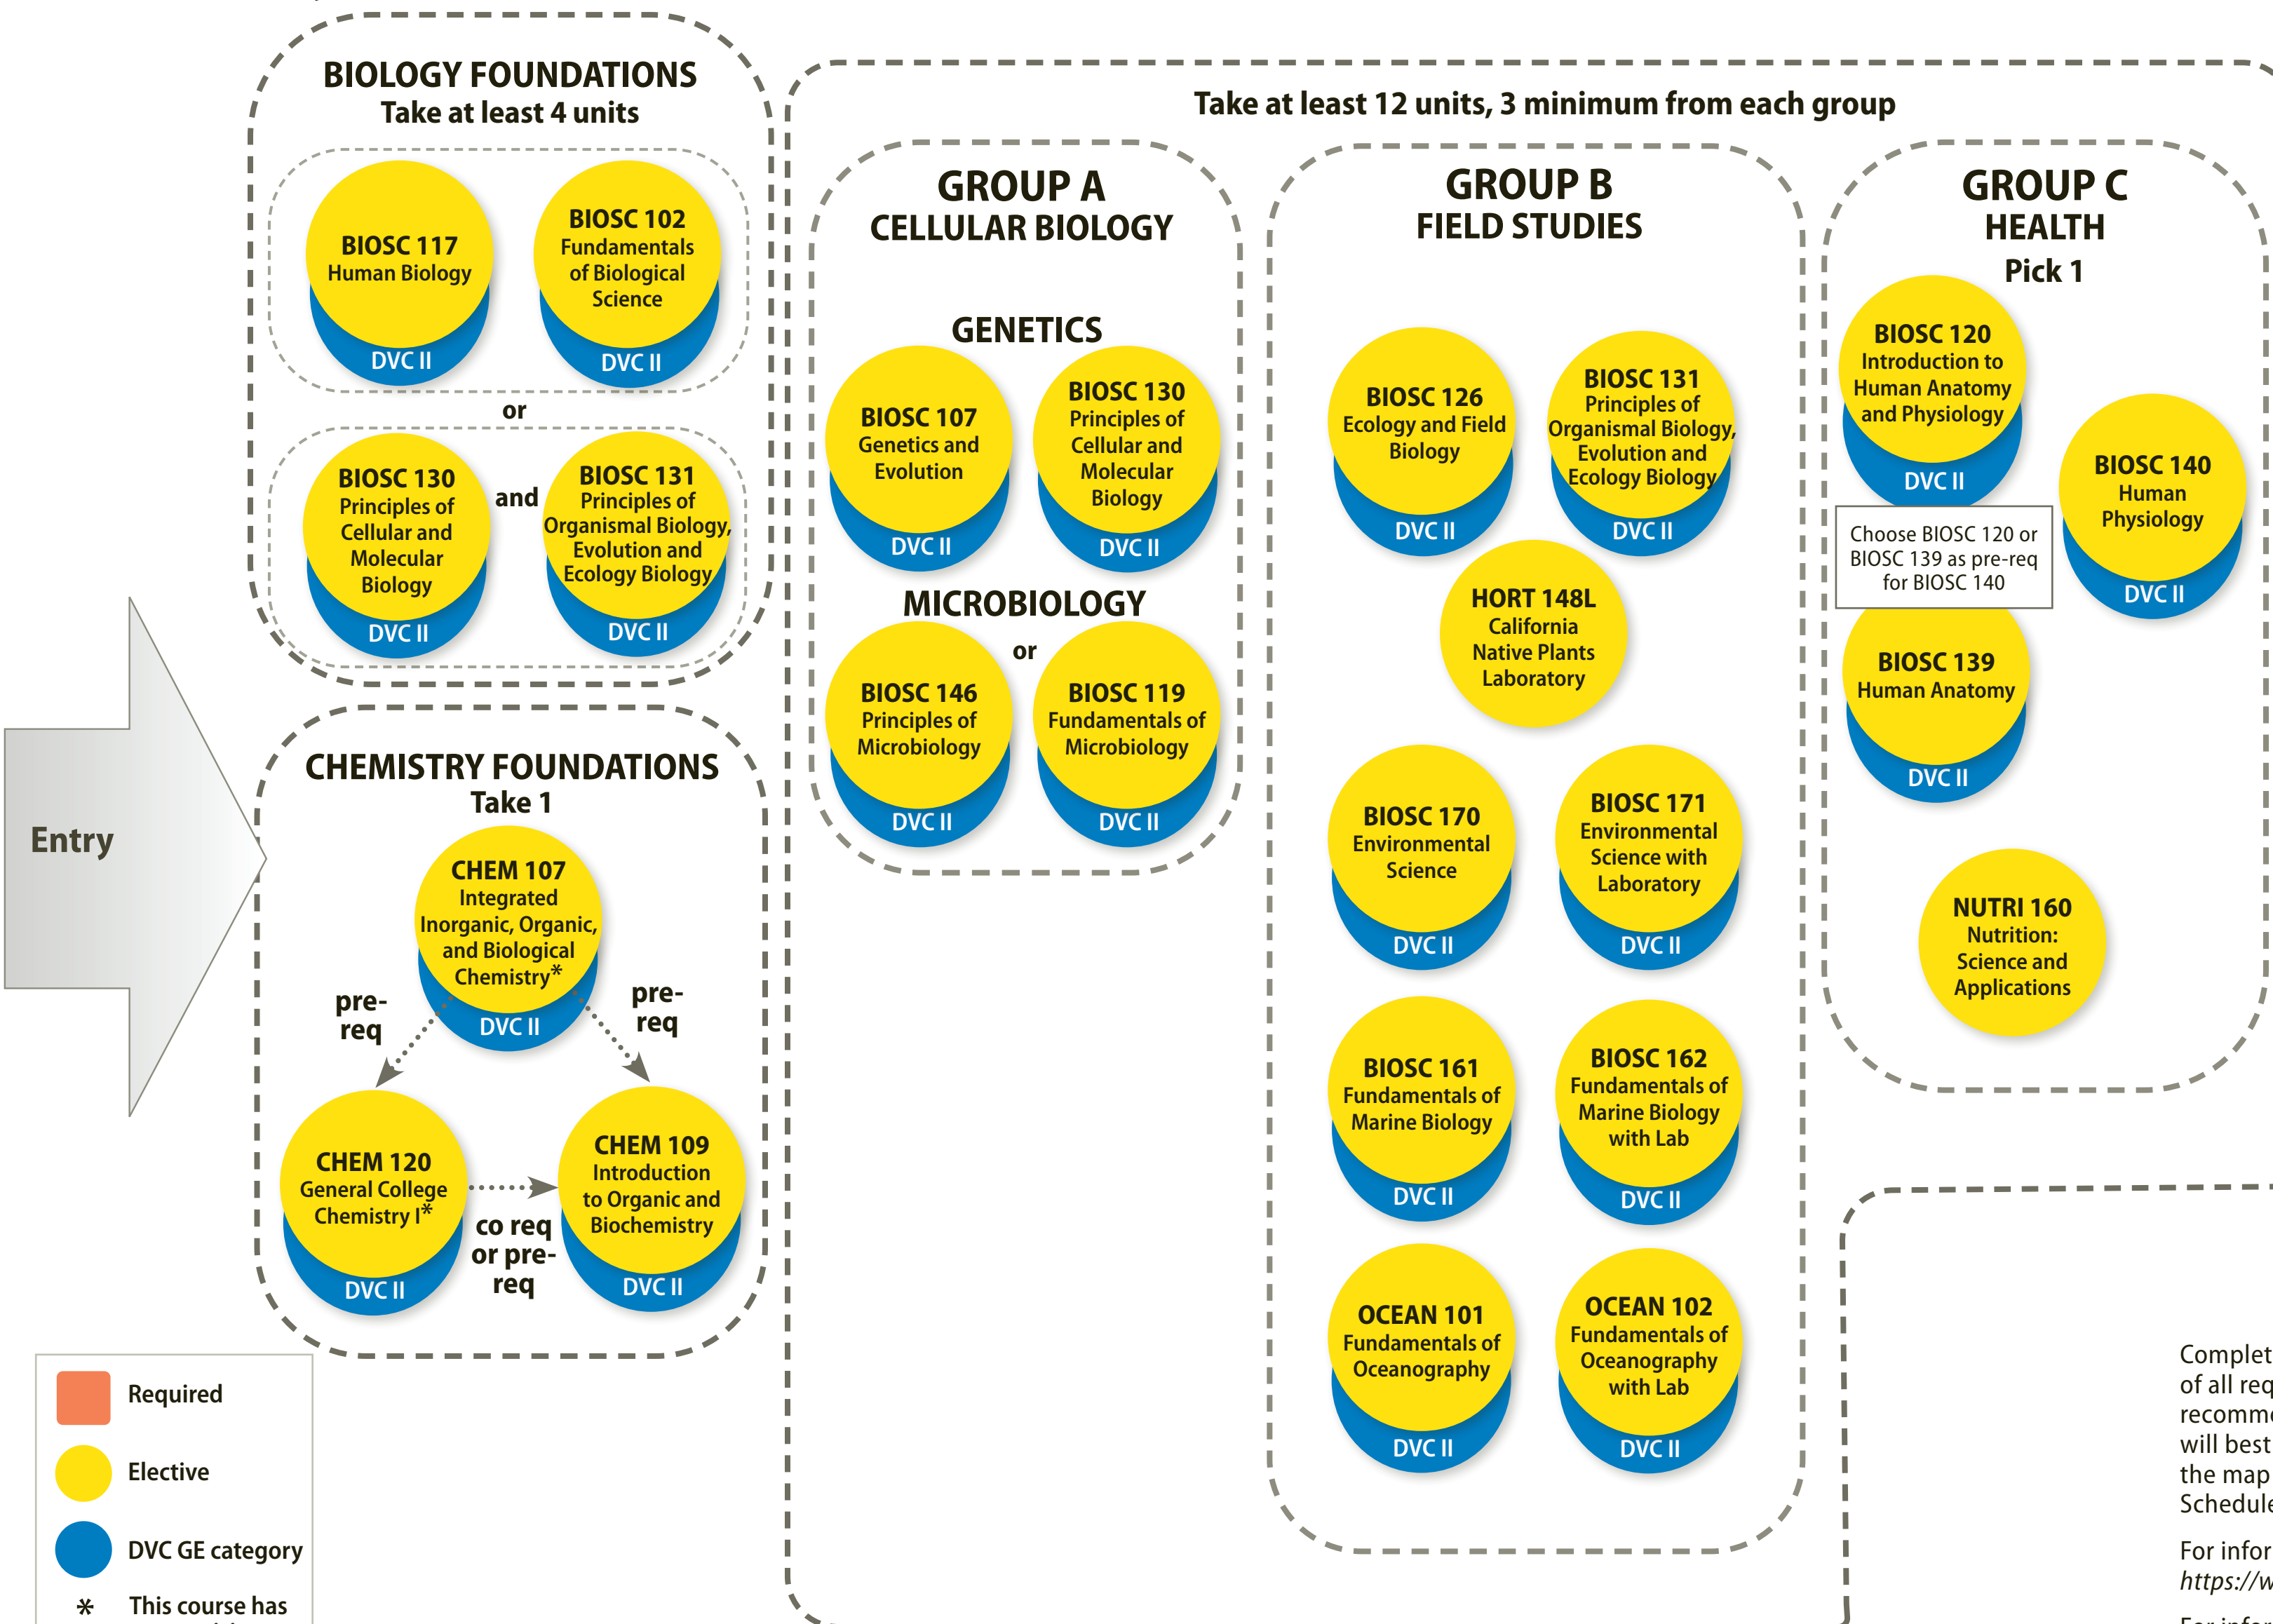 BIOLOGY FOUNDATIONS
Take at least 4 units
BIOSC 117
Human Biology
DVC II
BIOSC 102
Fundamentals
of Biological
Science
DVC II
or
BIOSC 130
Principles of
Cellular and
Molecular
Biology
DVC II
and
BIOSC 131
Principles of
Organismal Biology,
Evolution and
Ecology Biology
DVC II
Entry
CHEMISTRY FOUNDATIONS
Take 1
CHEM 107
Integrated
Inorganic, Organic,
and Biological
Chemistry*
DVC II
pre-
req
pre-
req
CHEM 120
General College
Chemistry I*
DVC II
co req
or pre-
req
CHEM 109
Introduction
to Organic and
Biochemistry
DVC II
Required
Elective
DVC GE category
* This course has
Take at least 12 units, 3 minimum from each group
GROUP A
CELLULAR BIOLOGY
GENETICS
BIOSC 107
Genetics and
Evolution
DVC II
BIOSC 130
Principles of
Cellular and
Molecular
Biology
DVC II
MICROBIOLOGY
or
BIOSC 146
Principles of
Microbiology
DVC II
BIOSC 119
Fundamentals of
Microbiology
DVC II
GROUP B
FIELD STUDIES
BIOSC 126
Ecology and Field
Biology
DVC II
BIOSC 131
Principles of
Organismal Biology,
Evolution and
Ecology Biology
DVC II
HORT 148L
California
Native Plants
Laboratory
BIOSC 170
Environmental
Science
DVC II
BIOSC 171
Environmental
Science with
Laboratory
DVC II
BIOSC 161
Fundamentals of
Marine Biology
DVC II
BIOSC 162
Fundamentals of
Marine Biology
with Lab
DVC II
OCEAN 101
Fundamentals of
Oceanography
DVC II
OCEAN 102
Fundamentals of
Oceanography
with Lab
DVC II
GROUP C
HEALTH
Pick 1
BIOSC 120
Introduction to
Human Anatomy
and Physiology
DVC II
Choose BIOSC 120 or
BIOSC 139 as pre-req
for BIOSC 140
BIOSC 140
Human
Physiology
DVC II
BIOSC 139
Human Anatomy
DVC II
NUTRI 160
Nutrition:
Science and
Applications
Complet
of all req
recomme
will best
the map
Schedule
For infor
https://w